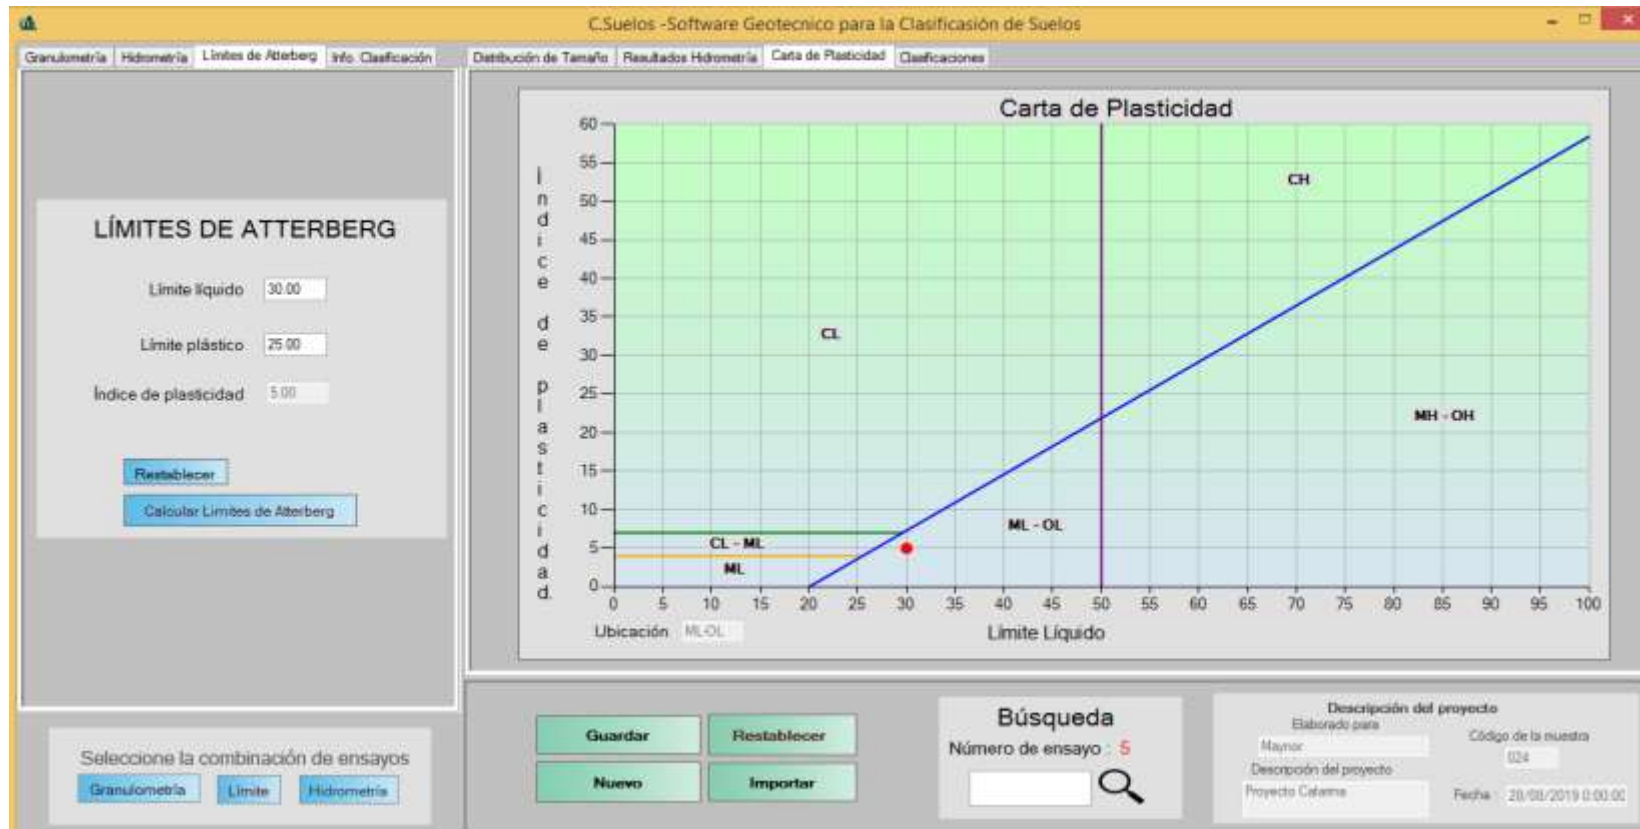 C.Suelos -Software Geotecnico para la Clasificasión de Suelos
Granulometría Hidrometría Límites de Atterberg Info. Clasificación
Distribución de Tamaño Resultados Hidrometría Carta de Plasticidad Clasificaciones
LÍMITES DE ATTERBERG
Límite líquido 30.00
Límite plástico 25.00
Índice de plasticidad 5.00
Restablecer
Calcular Límites de Atterberg
Seleccione la combinación de ensayos
Granulometría Límite Hidrometría
Carta de Plasticidad
Índice de plasticidad.
60
55
50
45
40
35
30
25
20
15
10
5
0
CH
CL
MH - OH
ML - OL
CL - ML
ML
0 5 10 15 20 25 30 35 40 45 50 55 60 65 70 75 80 85 90 95 100
Ubicación ML-OL
Límite Líquido
Guardar Restablecer
Nuevo Importar
Búsqueda
Número de ensayo : 5
Descripción del proyecto
Elaborado para
Maynor
Código de la muestra
024
Descripción del proyecto
Proyecto Catarina
Fecha : 28/08/2019 0:00:00